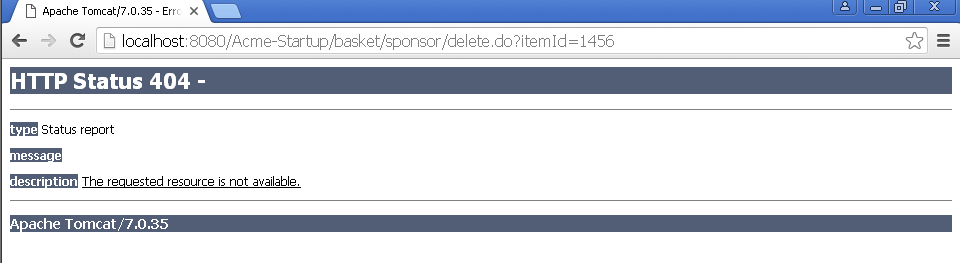 Apache Tomcat/7.0.35 - Erro
localhost:8080/Acme-Startup/basket/sponsor/delete.do?itemId=1456
HTTP Status 404 -
type Status report
message
description The requested resource is not available.
Apache Tomcat/7.0.35